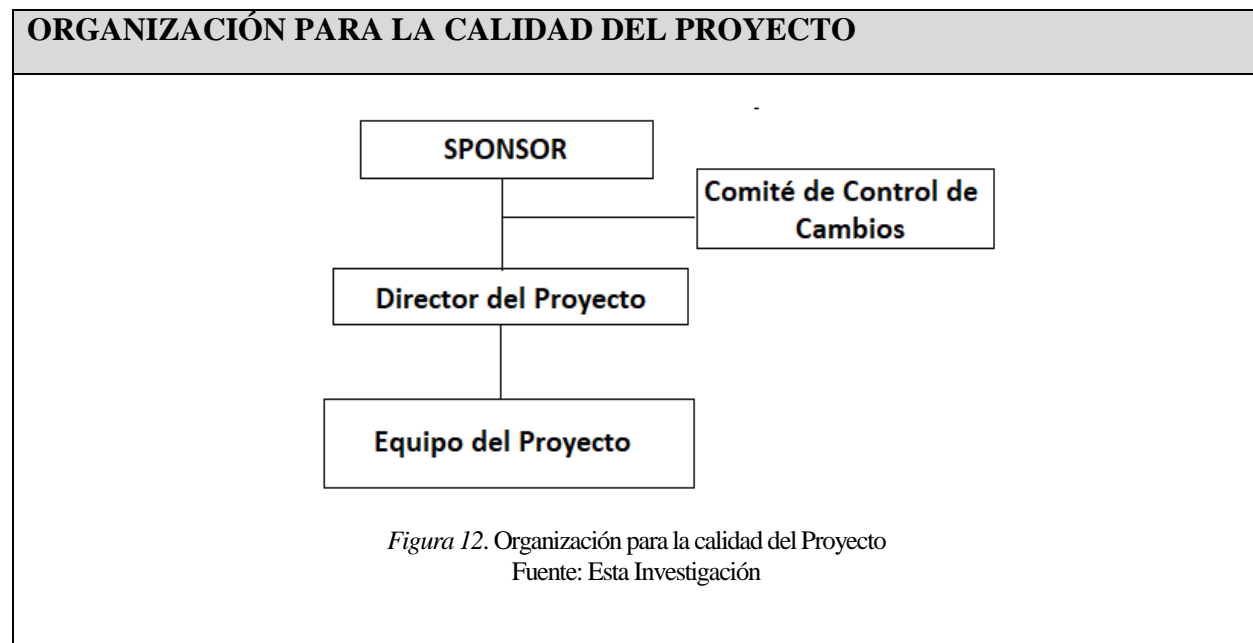 ORGANIZACIÓN PARA LA CALIDAD DEL PROYECTO
-
SPONSOR
Comité de Control de
Cambios
Director del Proyecto
Equipo del Proyecto
Figura 12. Organización para la calidad del Proyecto
Fuente: Esta Investigación